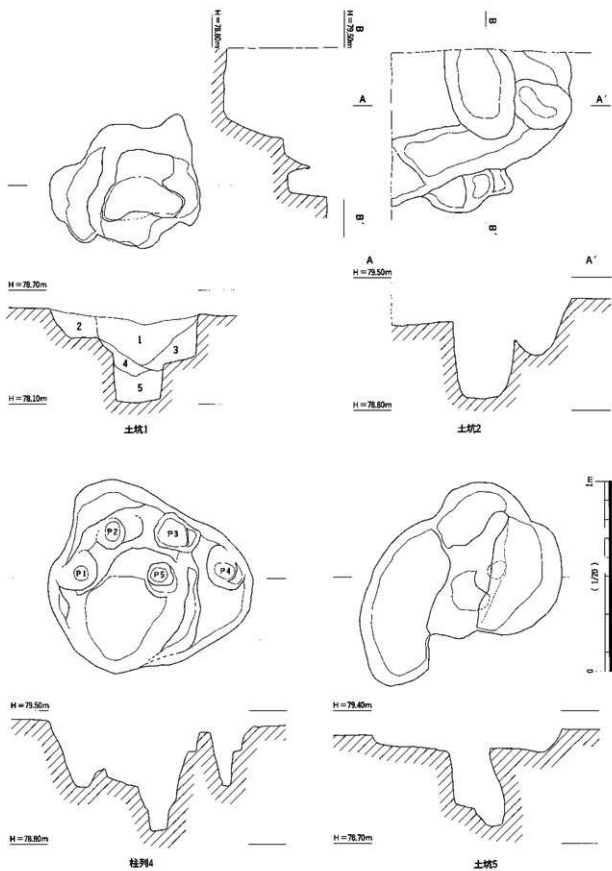 H=78.80m
H=79.50m
B
B
A
A′
B′
B′
H=78.70m
2
1
3
4
5
H=78.10m
土坑1
A
A′
H=79.50m
H=78.80m
土坑2
P2
P3
P1
P5
P4
H=79.50m
H=78.80m
柱列4
1m
(1/20)
0
H=79.40m
H=78.70m
土坑5